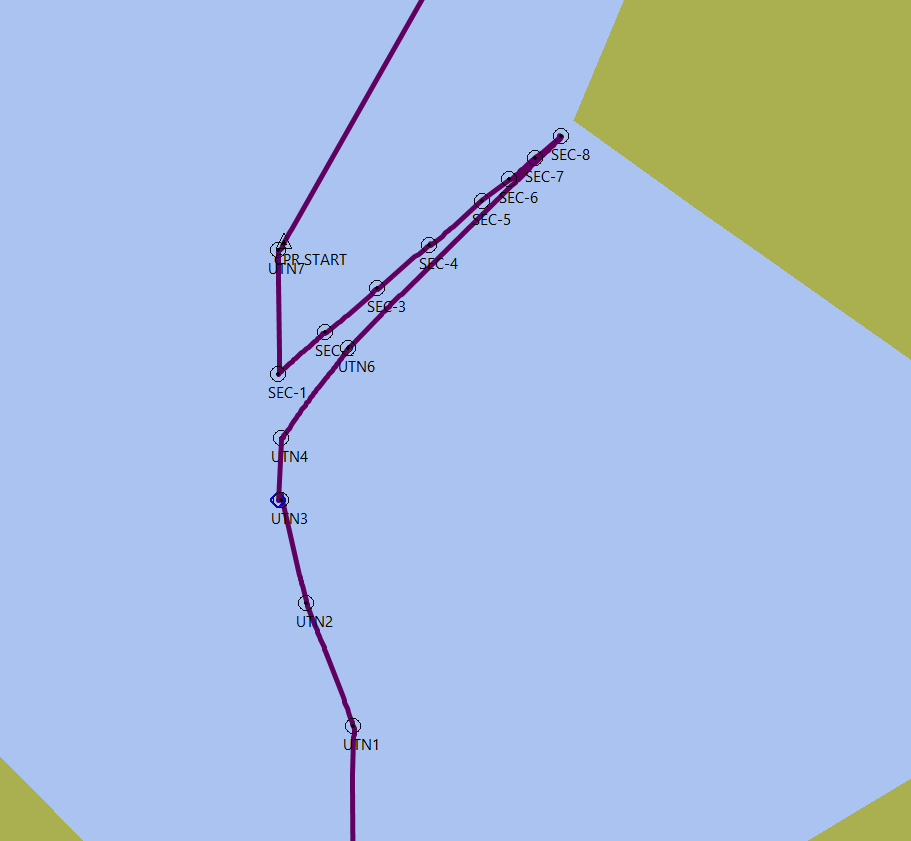 SEC-8
SEC-7
SEC-6
SEC-5
PR.START
UTN7
SEC-4
SEC-3
SEC
UTN6
SEC-1
UTN4
UTN3
UTN2
UTN1